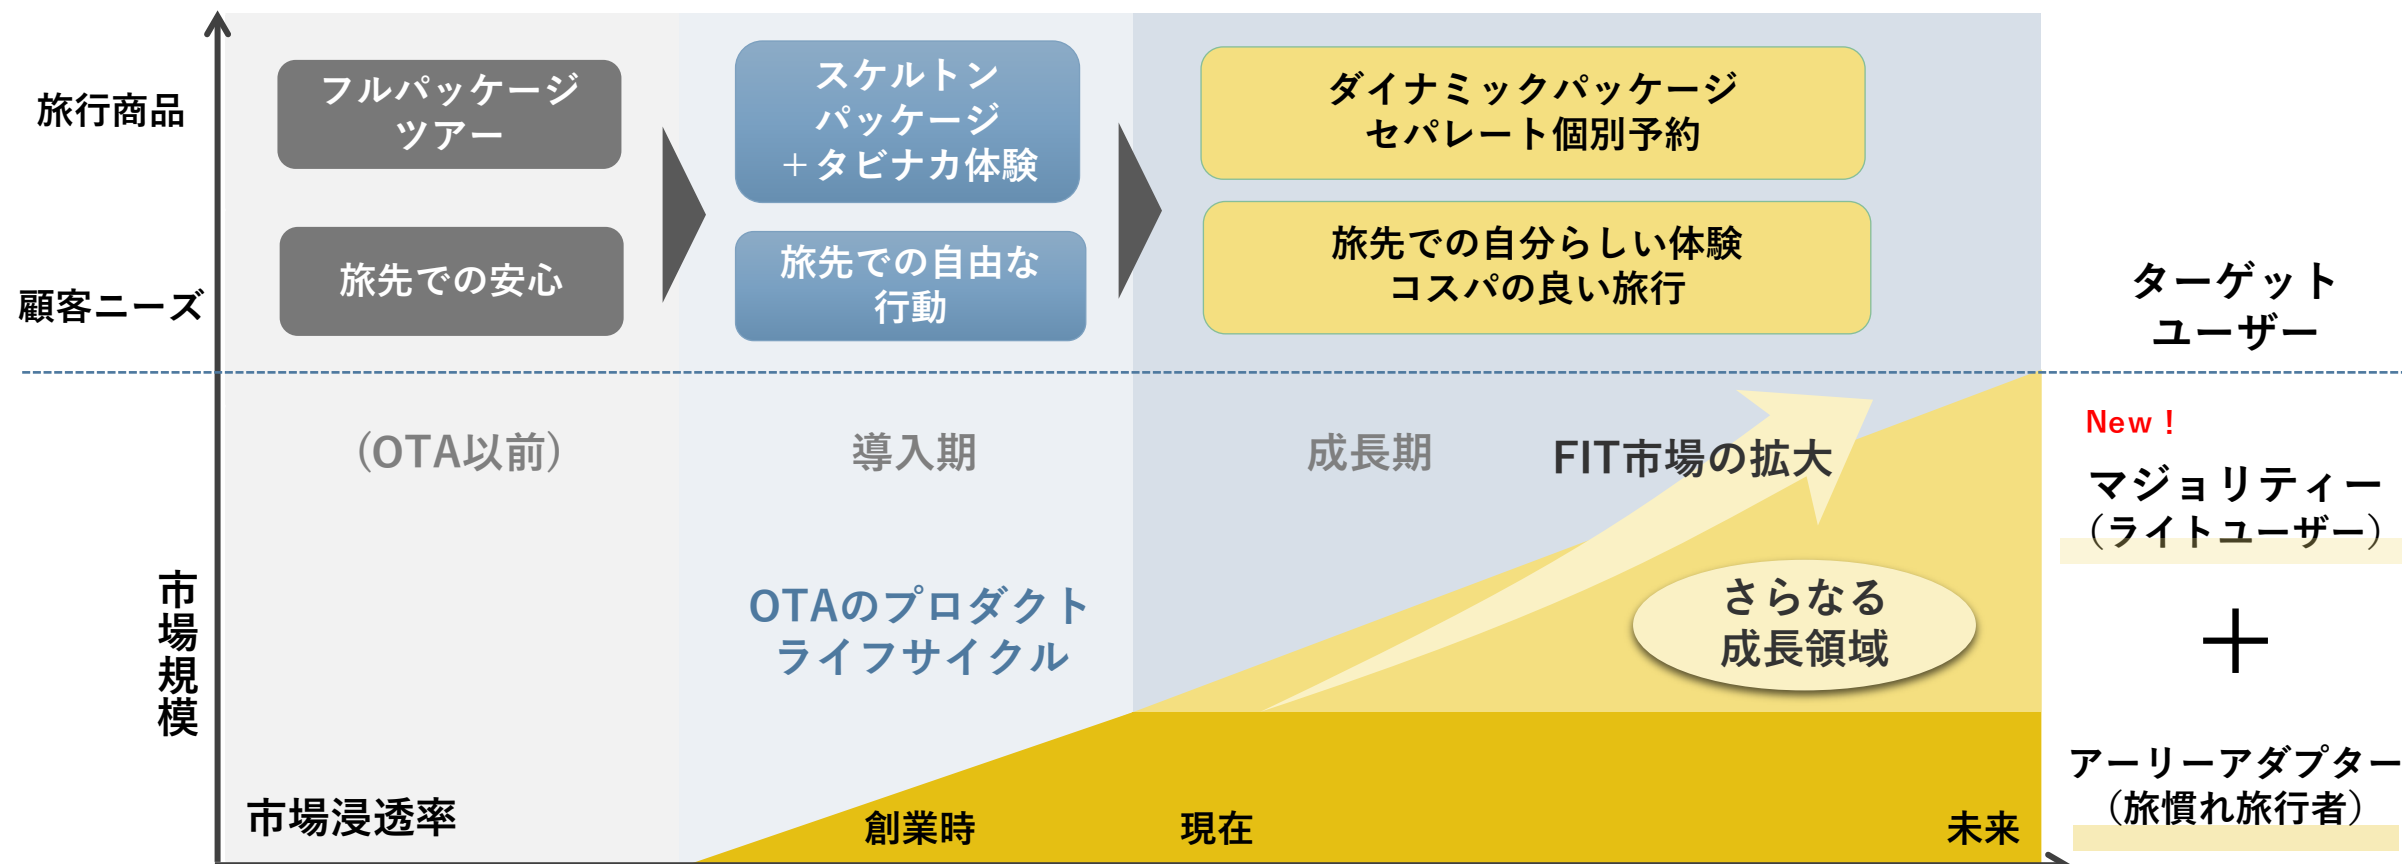 旅行商品
フルパッケージ
ツアー
スケルトン
パッケージ
＋タビナカ体験
ダイナミックパッケージ
セパレート個別予約
顧客ニーズ
旅先での安心
旅先での自由な
行動
旅先での自分らしい体験
コスパの良い旅行
ターゲット
ユーザー
(OTA以前)
導入期
成長期
FIT市場の拡大
New！
マジョリティー
（ライトユーザー）
市場規模
OTAのプロダクト
ライフサイクル
さらなる
成長領域
＋
アーリーアダプター
（旅慣れ旅行者）
市場浸透率
創業時
現在
未来